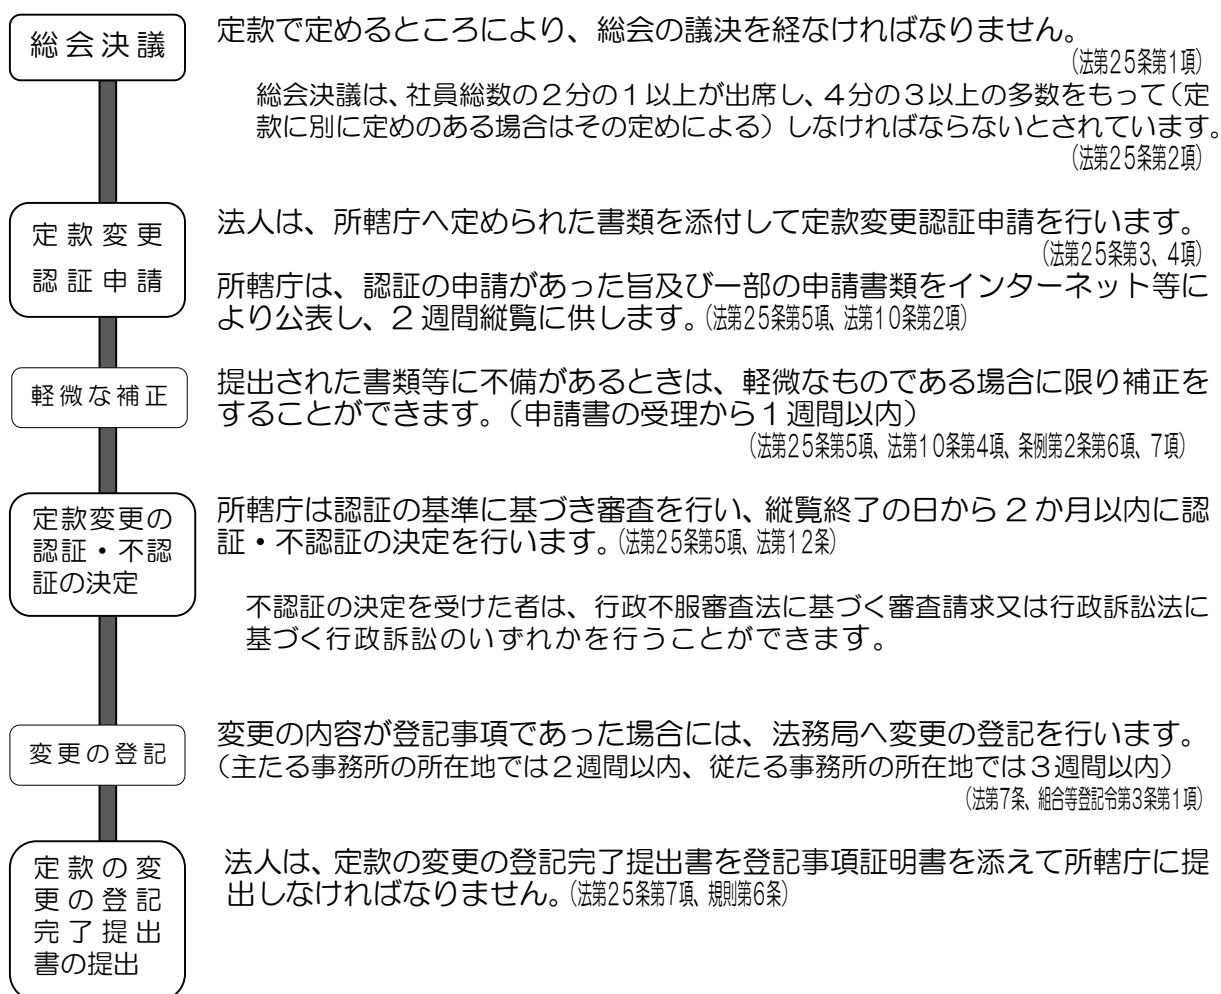 総会決議
定款で定めるところにより、総会の議決を経なければなりません。
(法第25条第1項)
総会決議は、社員総数の２分の１以上が出席し、４分の３以上の多数をもって（定
款に別に定めのある場合はその定めによる）しなければならないとされています。
(法第25条第2項)
定款変更
認証申請
法人は、所轄庁へ定められた書類を添付して定款変更認証申請を行います。
(法第25条第3、4項)
所轄庁は、認証の申請があった旨及び一部の申請書類をインターネット等に
より公表し、２週間縦覧に供します。(法第25条第5項、法第10条第2項)
軽微な補正
提出された書類等に不備があるときは、軽微なものである場合に限り補正を
することができます。（申請書の受理から１週間以内）
(法第25条第5項、法第10条第4項、条例第2条第6項、7項)
定款変更の
認証・不認
証の決定
所轄庁は認証の基準に基づき審査を行い、縦覧終了の日から２か月以内に認
証・不認証の決定を行います。(法第25条第5項、法第12条)
不認証の決定を受けた者は、行政不服審査法に基づく審査請求又は行政訴訟法に
基づく行政訴訟のいずれかを行うことができます。
変更の登記
変更の内容が登記事項であった場合には、法務局へ変更の登記を行います。
（主たる事務所の所在地では２週間以内、従たる事務所の所在地では３週間以内）
(法第7条、組合等登記令第3条第1項)
定款の変
更の登記
完了提出
書の提出
法人は、定款の変更の登記完了提出書を登記事項証明書を添えて所轄庁に提
出しなければなりません。(法第25条第7項、規則第6条)